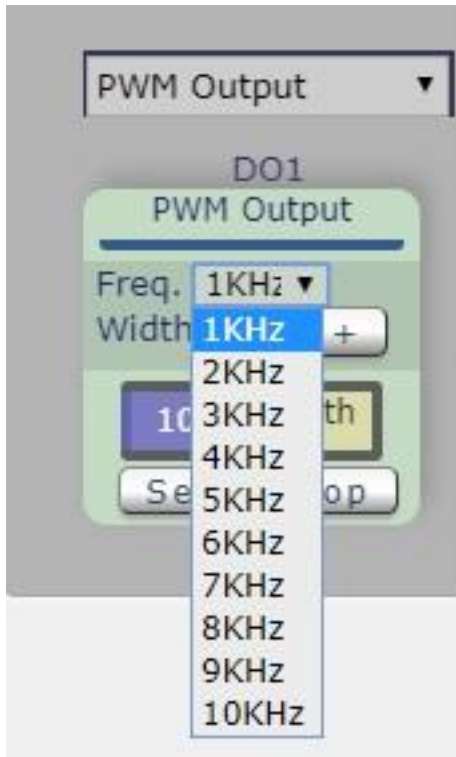 PWM Output
DO1
PWM Output
Freq. 1KHz
Width +
1KHz
2KHz
3KHz
4KHz
5KHz
6KHz
7KHz
8KHz
9KHz
10KHz